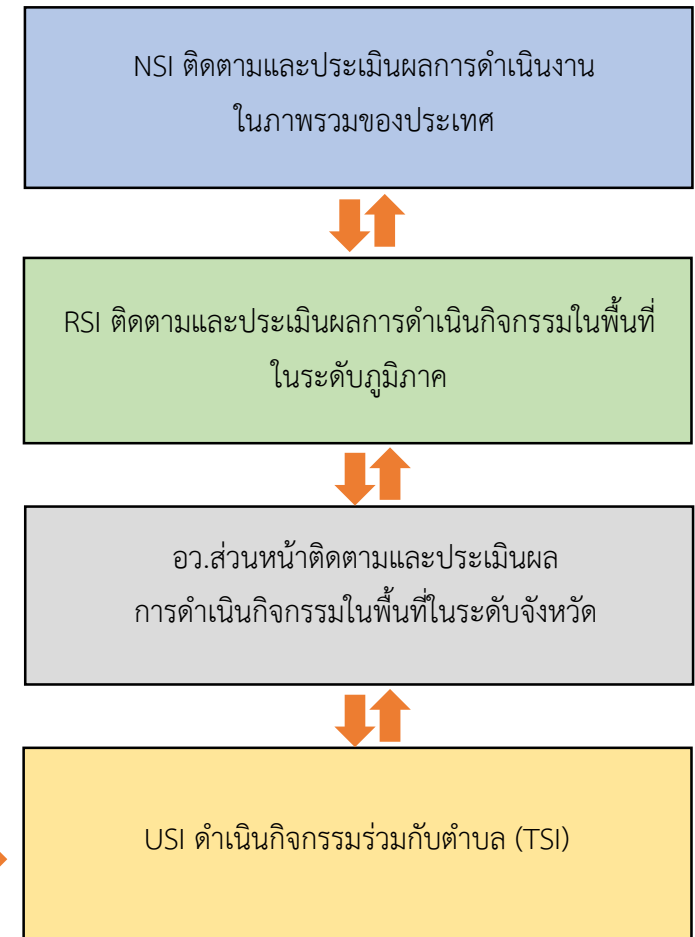 NSI ติดตามและประเมินผลการดำเนินงาน
ในภาพรวมของประเทศ
RSI ติดตามและประเมินผลการดำเนินกิจกรรมในพื้นที่
ในระดับภูมิภาค
อว.ส่วนหน้าติดตามและประเมินผล
การดำเนินกิจกรรมในพื้นที่ในระดับจังหวัด
USI ดำเนินกิจกรรมร่วมกับตำบล (TSI)